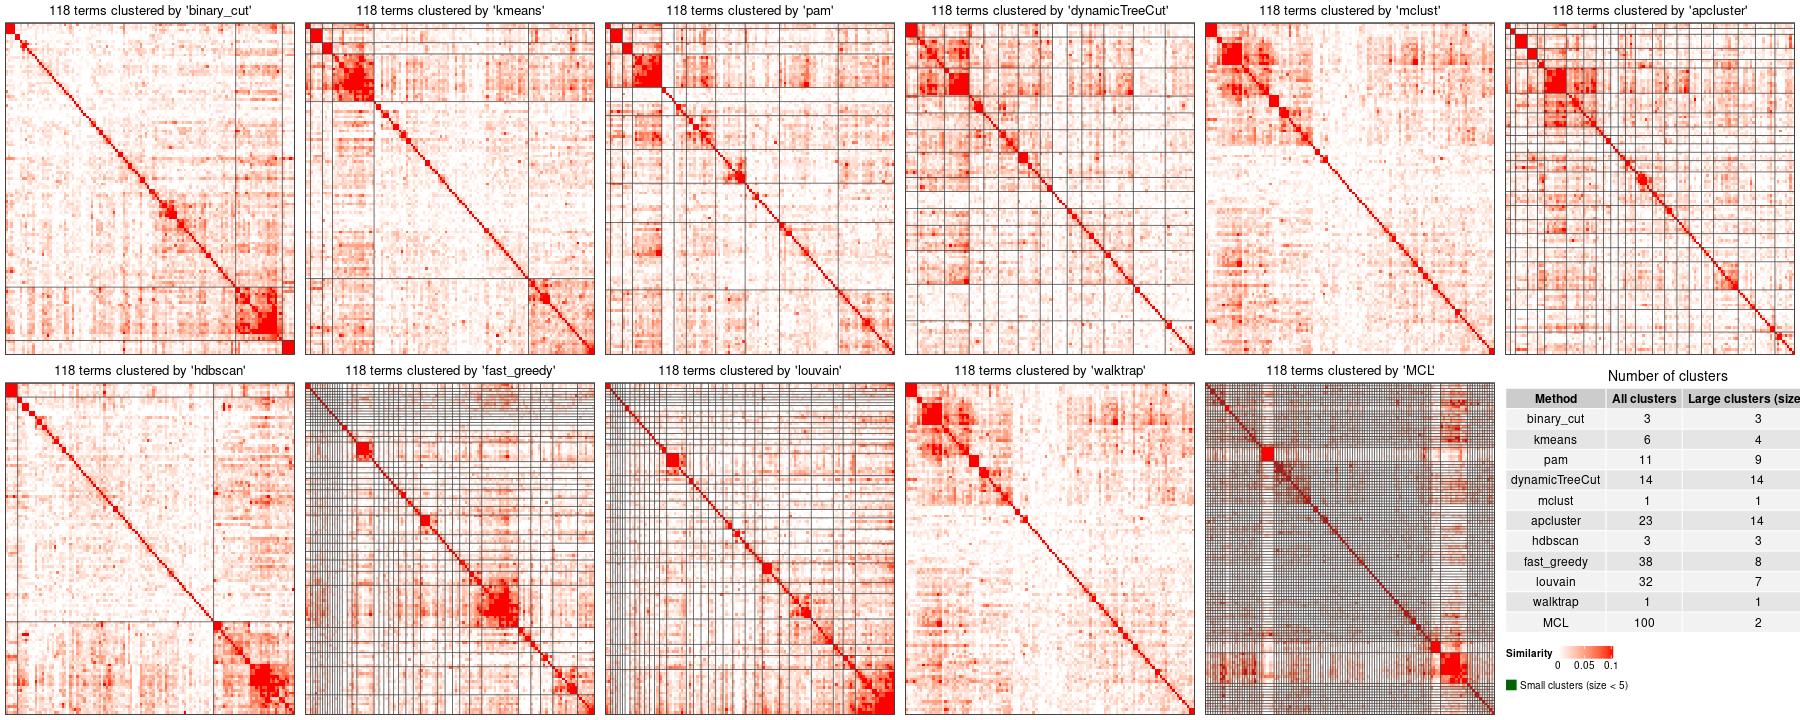 118 terms clustered by 'binary_cut'
118 terms clustered by 'kmeans'
118 terms clustered by 'pam'
118 terms clustered by 'dynamicTreeCut'
118 terms clustered by 'mclust'
118 terms clustered by 'apcluster'
118 terms clustered by 'hdbscan'
118 terms clustered by 'fast_greedy'
118 terms clustered by 'louvain'
118 terms clustered by 'walktrap'
118 terms clustered by 'MCL'
Number of clusters
Method All clusters Large clusters (size
binary_cut 3 3
kmeans 6 4
pam 11 9
dynamicTreeCut 14 14
mclust 1 1
apcluster 23 14
hdbscan 3 3
fast_greedy 38 8
louvain 32 7
walktrap 1 1
MCL 100 2
Similarity
0 0.05 0.1
Small clusters (size < 5)